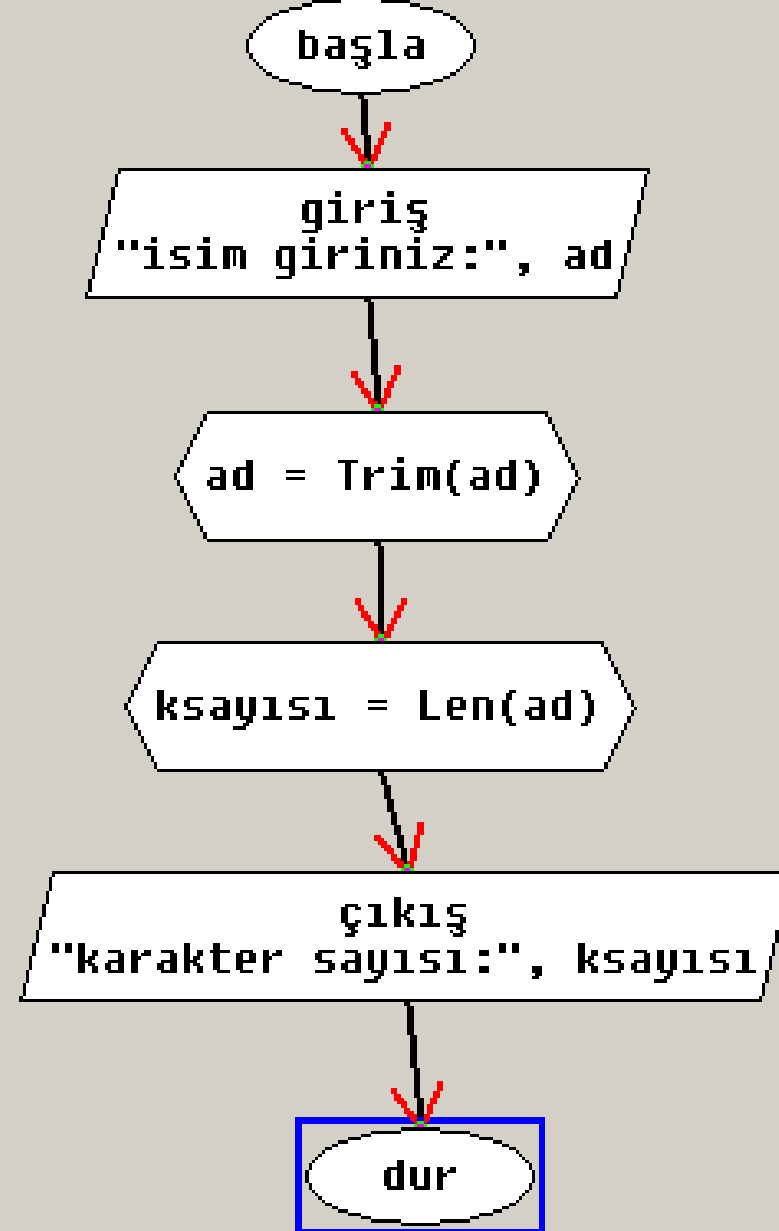 başla
giriş
"isim giriniz:", ad
ad = Trim(ad)
ksayısı = Len(ad)
çıkış
"karakter sayısı:", ksayısı
dur